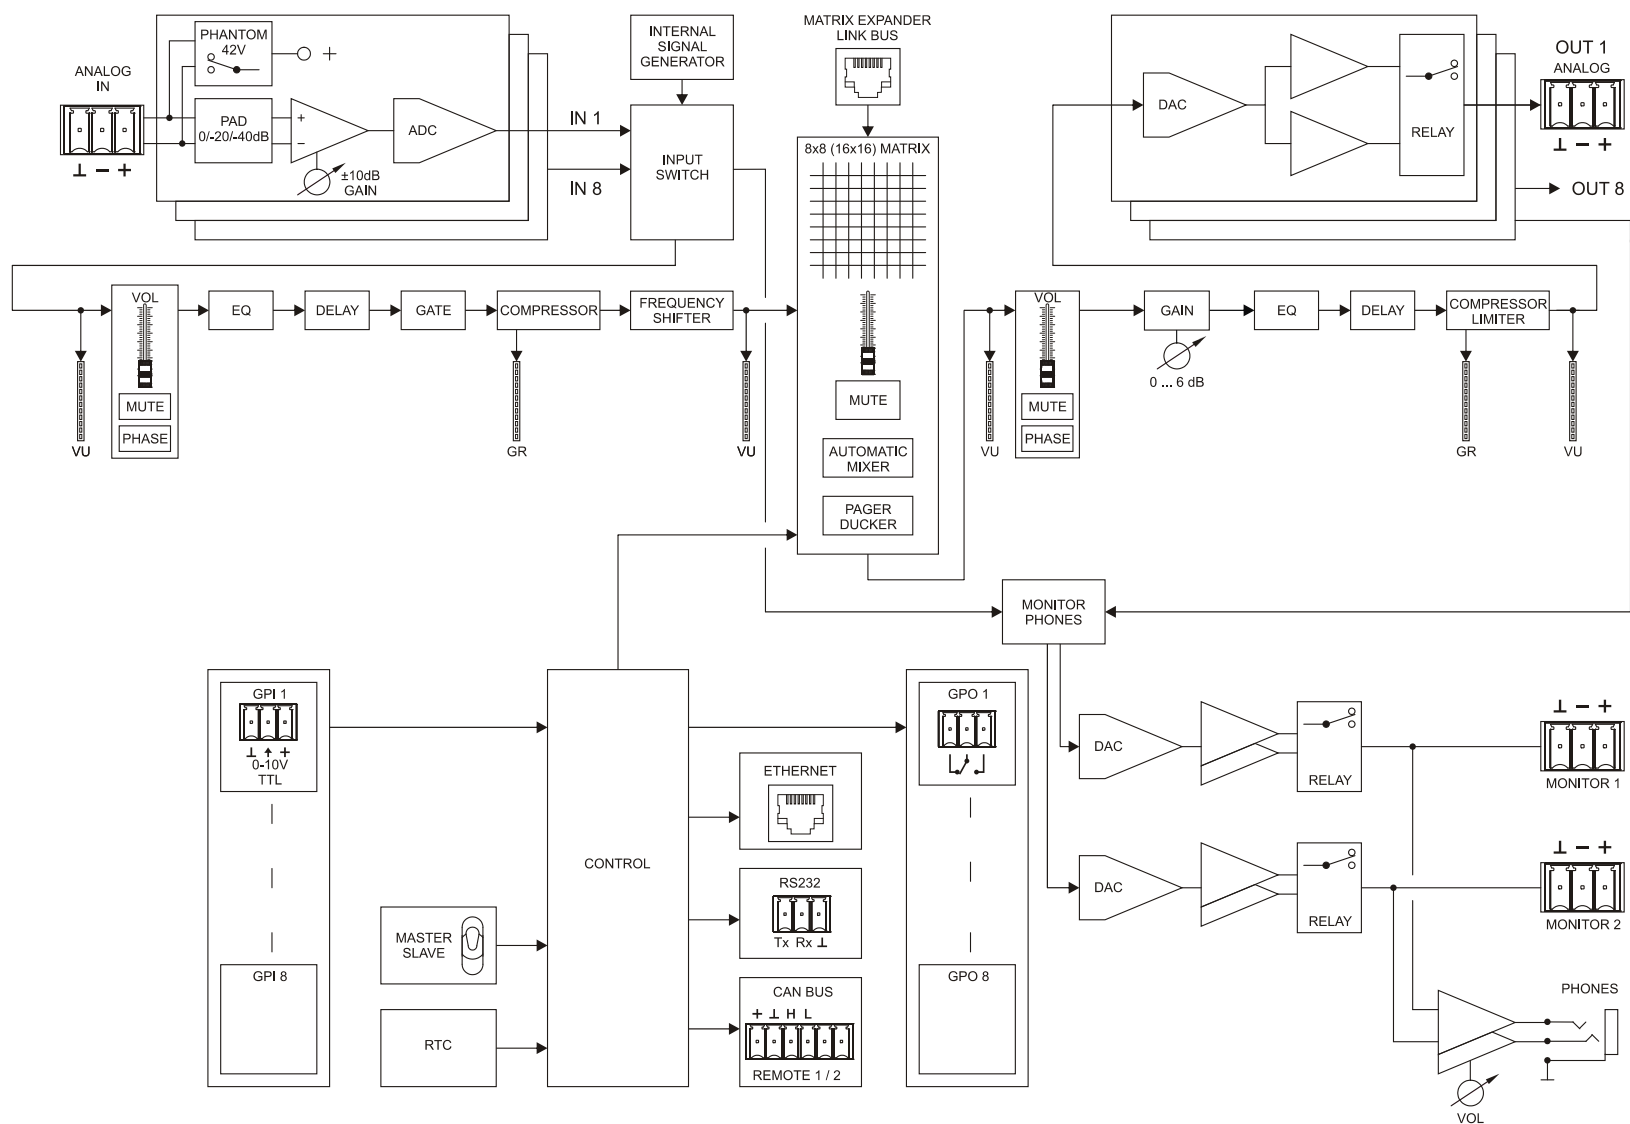 ANALOG
IN
⊥ − +
PHANTOM
42V
+
PAD
0/-20/-40dB
+
−
±10dB
GAIN
ADC
IN 1
IN 8
INTERNAL
SIGNAL
GENERATOR
INPUT
SWITCH
MATRIX EXPANDER
LINK BUS
8x8 (16x16) MATRIX
MUTE
AUTOMATIC
MIXER
PAGER
DUCKER
DAC
RELAY
OUT 1
ANALOG
⊥ − +
OUT 8
VU
VOL
MUTE
PHASE
EQ
DELAY
GATE
COMPRESSOR
GR
FREQUENCY
SHIFTER
VU
VU
VOL
MUTE
PHASE
GAIN
0 ... 6 dB
EQ
DELAY
COMPRESSOR
LIMITER
GR
VU
MONITOR
PHONES
GPI 1
⊥ ↑ +
0-10V
TTL
GPI 8
MASTER
SLAVE
RTC
CONTROL
ETHERNET
RS232
Tx Rx ⊥
CAN BUS
+ ⊥ H L
REMOTE 1 / 2
GPO 1
GPO 8
DAC
RELAY
⊥ − +
MONITOR 1
DAC
RELAY
⊥ − +
MONITOR 2
PHONES
VOL